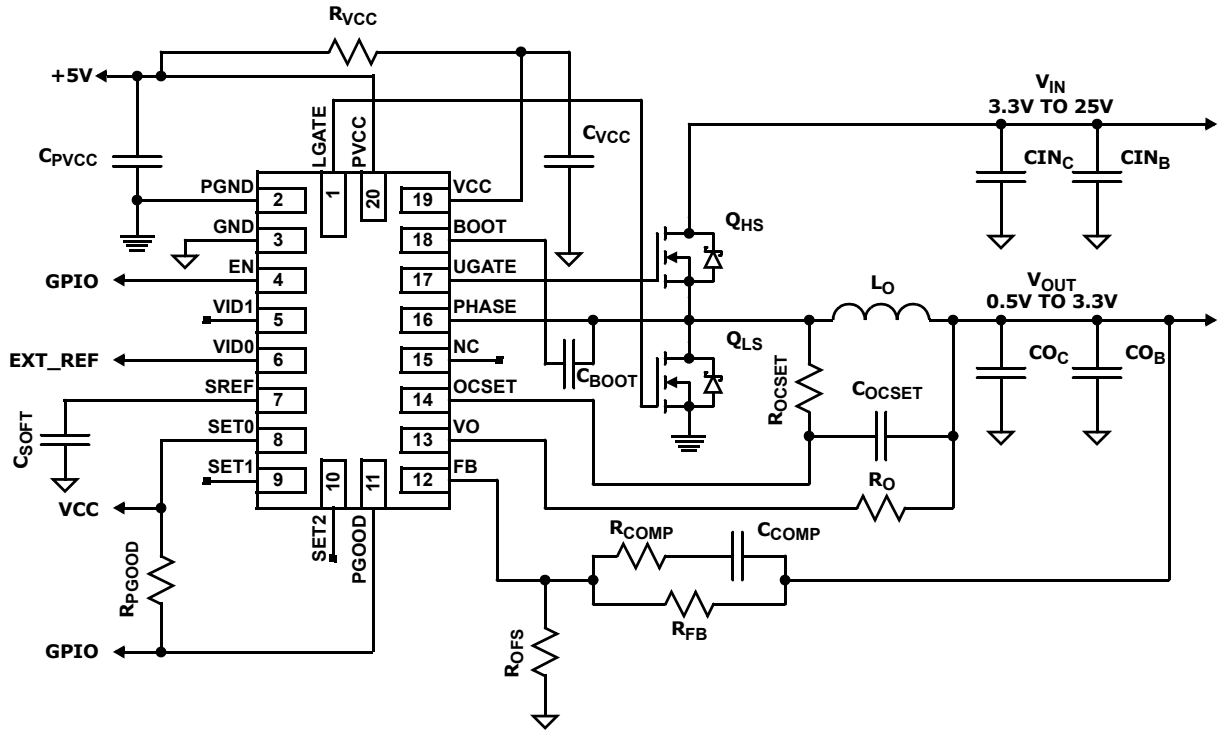 RVCC
+5V
CPVCC
LGATE
PVCC
CVCC
VIN
3.3V TO 25V
CINC
CINB
PGND
2
1
20
19
VCC
GND
3
18
BOOT
QHS
GPIO
EN
4
17
UGATE
VID1
5
16
PHASE
LO
VOUT
0.5V TO 3.3V
EXT_REF
VID0
6
15
NC
CBOOT
QLS
ROCSET
COCSET
COC
COB
SREF
7
14
OCSET
CSOFT
SET0
8
13
VO
SET1
9
10
11
12
FB
RO
VCC
SET2
PGOOD
RCOMP
CCOMP
RPGOOD
RFB
GPIO
ROFS